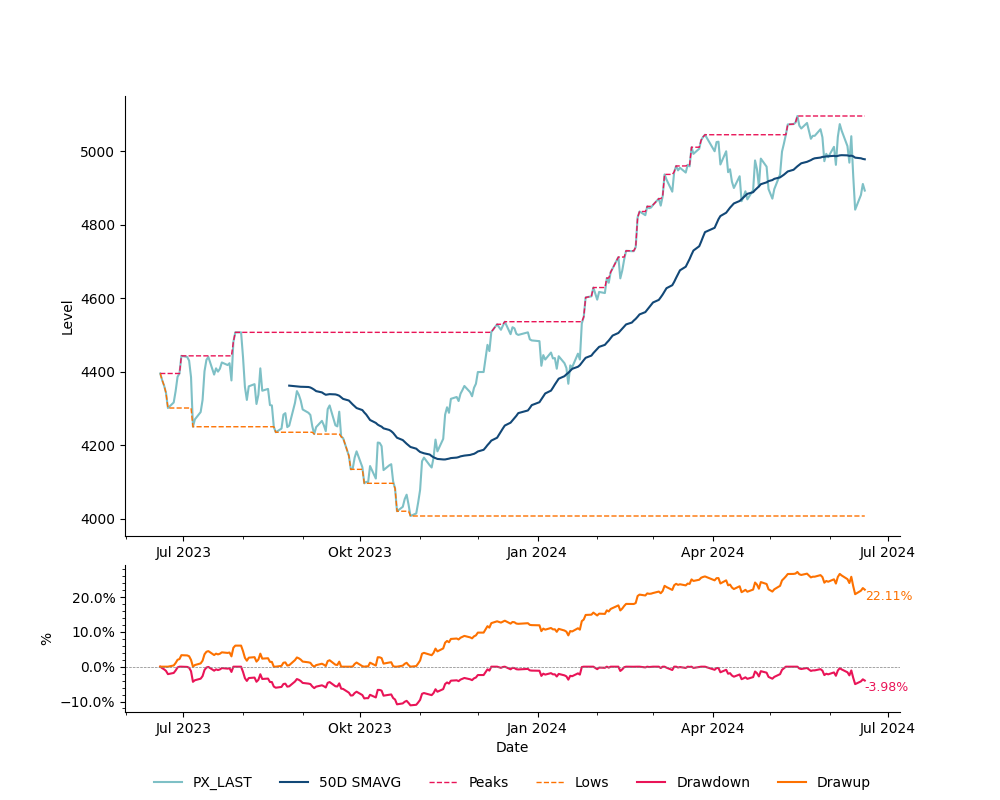 5000
4800
4600
4400
4200
4000
Level
Jul 2023
Okt 2023
Jan 2024
Apr 2024
Jul 2024
20.0%
10.0%
0.0%
−10.0%
%
22.11%
-3.98%
Jul 2023
Okt 2023
Jan 2024
Apr 2024
Jul 2024
Date
PX_LAST
50D SMAVG
Peaks
Lows
Drawdown
Drawup